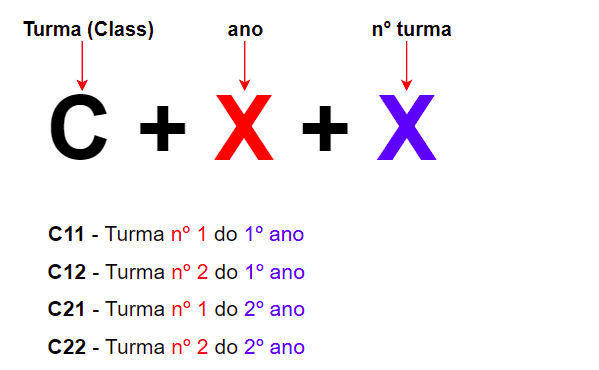 Turma (Class) ano nº turma
C + X + X
C11 - Turma nº 1 do 1º ano
C12 - Turma nº 2 do 1º ano
C21 - Turma nº 1 do 2º ano
C22 - Turma nº 2 do 2º ano